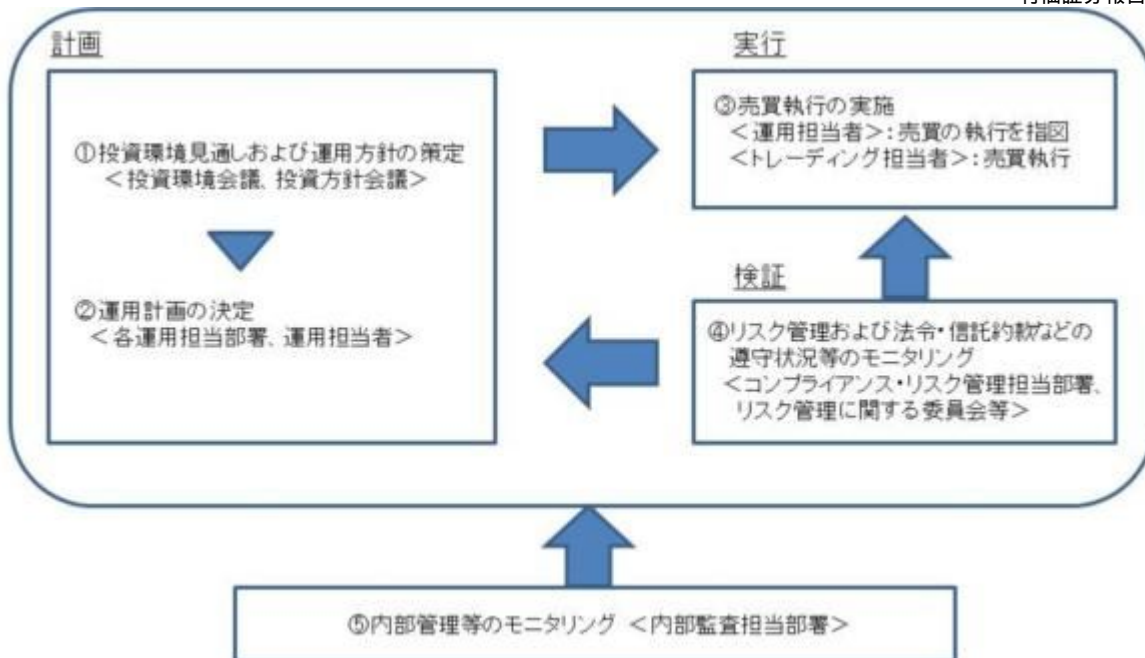 計画
①投資環境見通しおよび運用方針の策定
＜投資環境会議、投資方針会議＞
②運用計画の決定
＜各運用担当部署、運用担当者＞
実行
③売買執行の実施
＜運用担当者＞：売買の執行を指図
＜トレーディング担当者＞：売買執行
検証
④リスク管理および法令・信託約款などの
遵守状況等のモニタリング
＜コンプライアンス・リスク管理担当部署、
リスク管理に関する委員会等＞
⑤内部管理等のモニタリング ＜内部監査担当部署＞